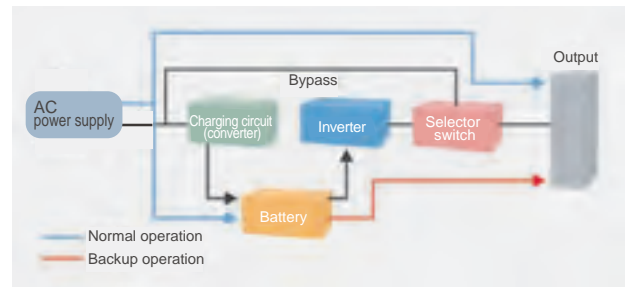 Output
Bypass
AC
power supply
Charging circuit
(converter)
Inverter
Selector
switch
Battery
Normal operation
Backup operation